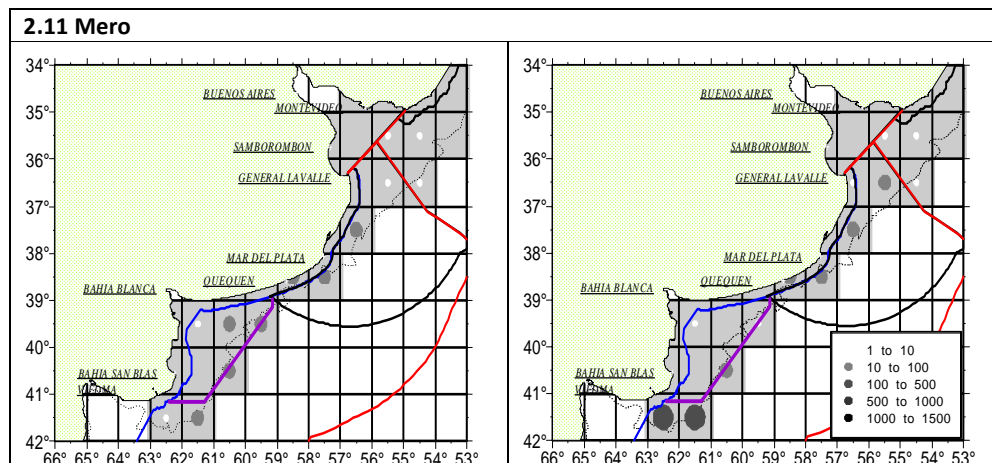 2.11 Mero
34°
35°
36°
37°
38°
39°
40°
41°
42°
BUENOS AIRES
MONTEVIDEO
SAMBOROMBON
GENERAL LAVALLE
MAR DEL PLATA
QUEQUEN
BAHIA BLANCA
BAHIA SAN BLAS
VIEDMA
66° 65° 63° 62° 61° 60° 59° 57° 56° 55° 54° 53°
34°
35°
36°
37°
38°
39°
40°
41°
42°
BUENOS AIRES
MONTEVIDEO
SAMBOROMBON
GENERAL LAVALLE
MAR DEL PLATA
QUEQUEN
BAHIA BLANCA
BAHIA SAN BLAS
VIEDMA
1 to 10
10 to 100
100 to 500
500 to 1000
1000 to 1500
66° 65° 63° 62° 61° 60° 59° 57° 56° 55° 54° 53°